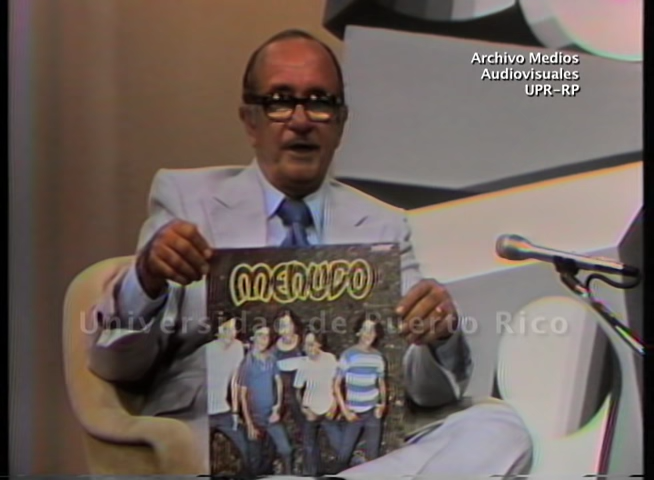 Archivo Medios
Audiovisuales
UPR-RP
MENUDO
Universidad de Puerto Rico